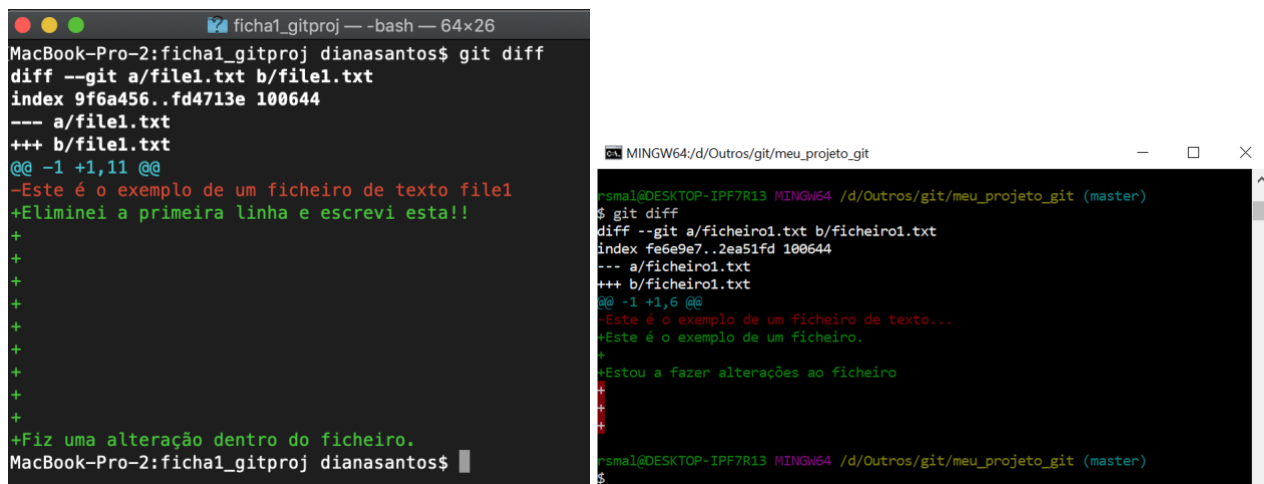 ficha1_gitproj — -bash — 64×26
MacBook-Pro-2:ficha1_gitproj dianasantos$ git diff
diff --git a/file1.txt b/file1.txt
index 9f6a456..fd4713e 100644
--- a/file1.txt
+++ b/file1.txt
@@ -1 +1,11 @@
-Este é o exemplo de um ficheiro de texto file1
+Eliminei a primeira linha e escrevi esta!!
+
+
+
+
+
+
+
+
+
+Fiz uma alteração dentro do ficheiro.
MacBook-Pro-2:ficha1_gitproj dianasantos$
MINGW64:/d/Outros/git/meu_projeto_git
rsmal@DESKTOP-IPF7R13 MINGW64 /d/Outros/git/meu_projeto_git (master)
$ git diff
diff --git a/ficheiro1.txt b/ficheiro1.txt
index fe6e9e7..2ea51fd 100644
--- a/ficheiro1.txt
+++ b/ficheiro1.txt
@@ -1 +1,6 @@
-Este é o exemplo de um ficheiro de texto...
+Este é o exemplo de um ficheiro.
+
+Estou a fazer alterações ao ficheiro
+
+
+
rsmal@DESKTOP-IPF7R13 MINGW64 /d/Outros/git/meu_projeto_git (master)
$